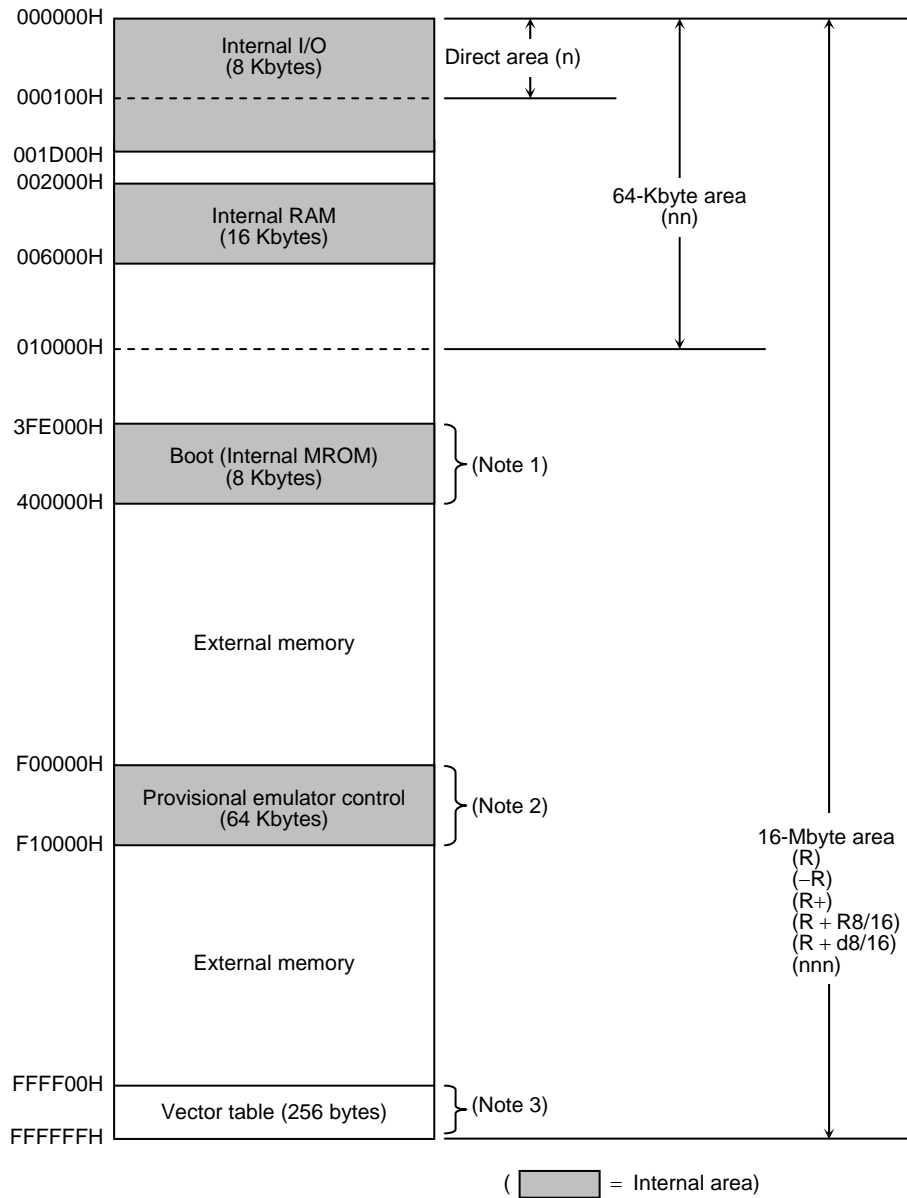 000000H
Internal I/O
(8 Kbytes)
Direct area (n)
000100H
001D00H
002000H
64-Kbyte area
(nn)
Internal RAM
(16 Kbytes)
006000H
010000H
3FE000H
Boot (Internal MROM)
(8 Kbytes)
(Note 1)
400000H
External memory
F00000H
Provisional emulator control
(64 Kbytes)
(Note 2)
F10000H
16-Mbyte area
(R)
(−R)
(R+)
(R + R8/16)
(R + d8/16)
(nnn)
External memory
FFFF00H
Vector table (256 bytes)
(Note 3)
FFFFFFH
( = Internal area)